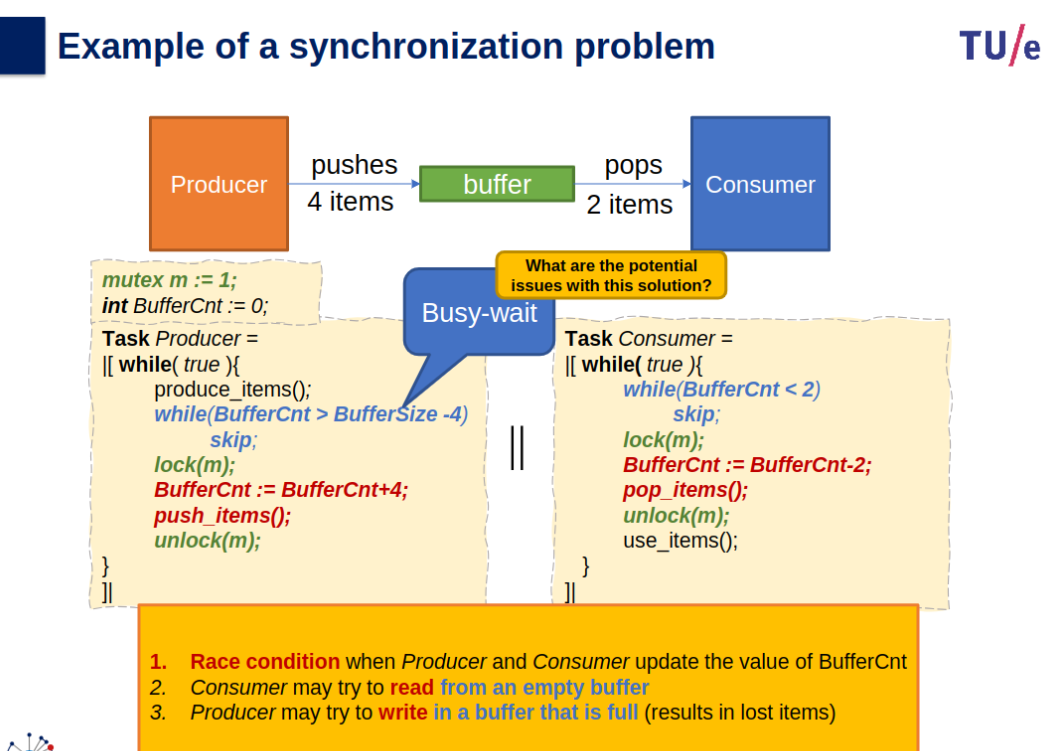 Example of a synchronization problem
TU/e
Producer
pushes
4 items
buffer
pops
2 items
Consumer
What are the potential
issues with this solution?
Busy-wait
mutex m := 1;
int BufferCnt := 0;
Task Producer =
|[ while( true ){
produce_items();
while(BufferCnt > BufferSize -4)
skip;
lock(m);
BufferCnt := BufferCnt+4;
push_items();
unlock(m);
}
]|
||
Task Consumer =
|[ while( true ){
while(BufferCnt < 2)
skip;
lock(m);
BufferCnt := BufferCnt-2;
pop_items();
unlock(m);
use_items();
}
]|
1. Race condition when Producer and Consumer update the value of BufferCnt
2. Consumer may try to read from an empty buffer
3. Producer may try to write in a buffer that is full (results in lost items)